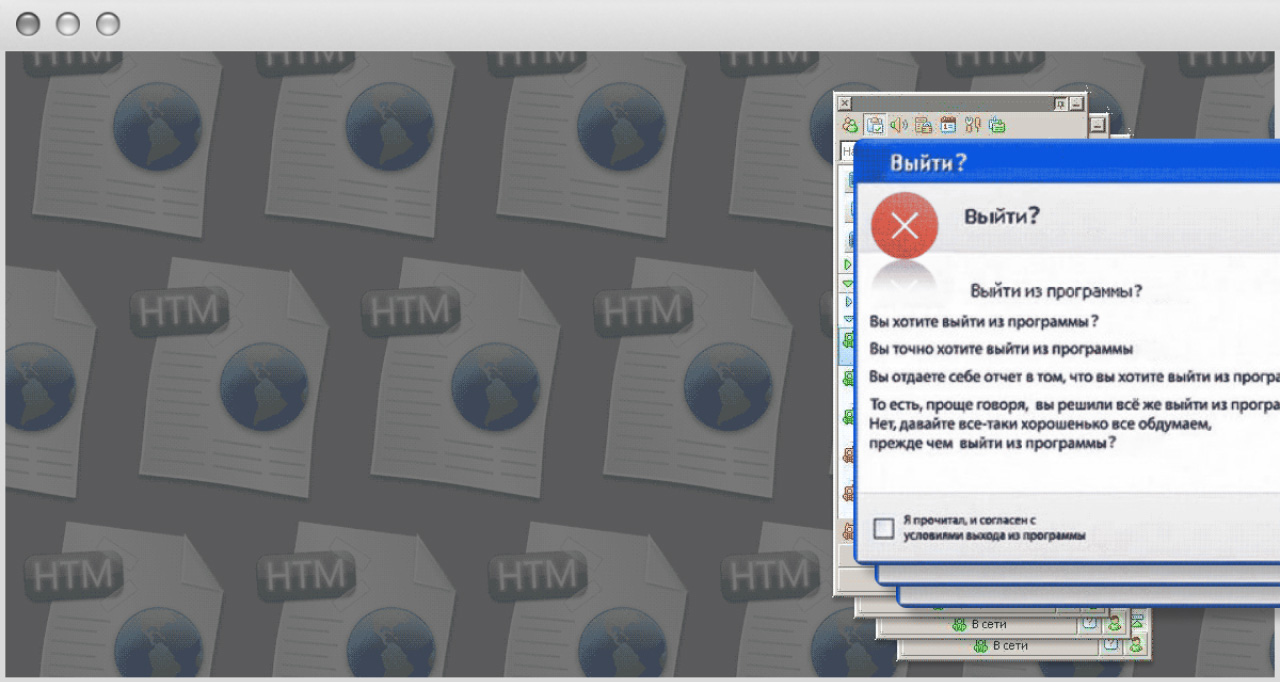 HTM
HTM
HTM
HTM
HTM
HTM
Выйти?
Выйти?
HTM
HTM
HTM
Выйти из программы?
Вы хотите выйти из программы?
Вы точно хотите выйти из программы
Вы отдаете себе отчет в том, что вы хотите выйти из програ
То есть, проще говоря, вы решили всё же выйти из програ
Нет, давайте все-таки хорошенько все обдумаем,
прежде чем выйти из программы?
Я прочитал, и согласен с
условиями выхода из программы
HTM
HTM
HTM
HTM
В сети
В сети